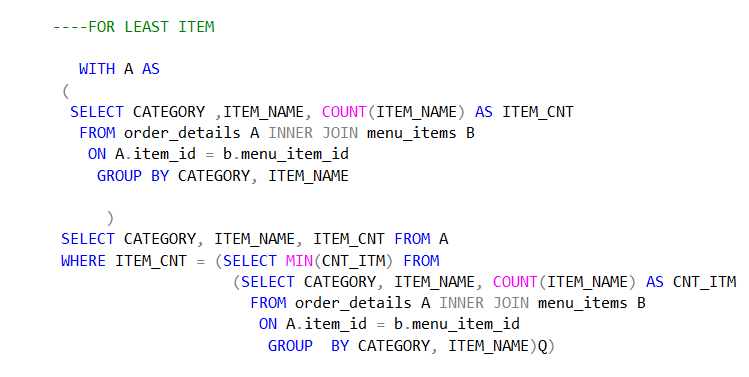 ----FOR LEAST ITEM
WITH A AS
(
SELECT CATEGORY ,ITEM_NAME, COUNT(ITEM_NAME) AS ITEM_CNT
FROM order_details A INNER JOIN menu_items B
ON A.item_id = b.menu_item_id
GROUP BY CATEGORY, ITEM_NAME
)
SELECT CATEGORY, ITEM_NAME, ITEM_CNT FROM A
WHERE ITEM_CNT = (SELECT MIN(CNT_ITM) FROM
(SELECT CATEGORY, ITEM_NAME, COUNT(ITEM_NAME) AS CNT_ITM
FROM order_details A INNER JOIN menu_items B
ON A.item_id = b.menu_item_id
GROUP  BY CATEGORY, ITEM_NAME)Q)